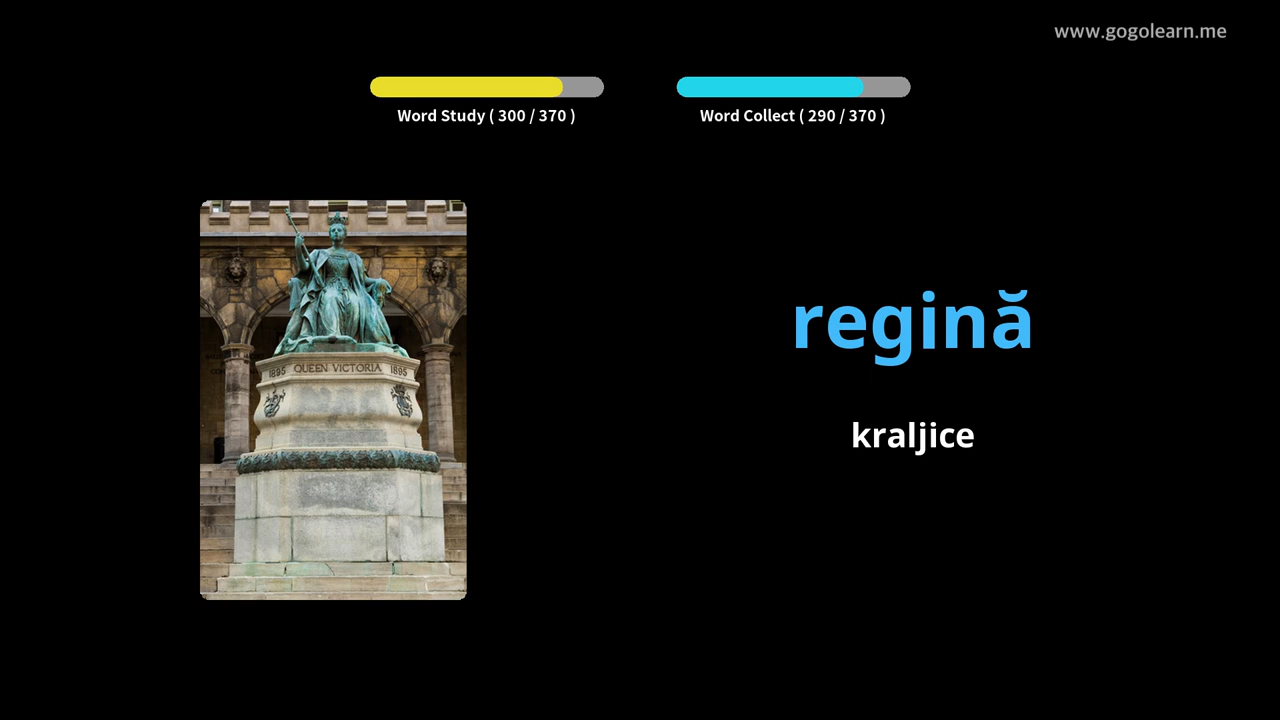 www.gogolearn.me
Word Study ( 300 / 370 )
Word Collect ( 290 / 370 )
1895 QUEEN VICTORIA 1895
regină
kraljice